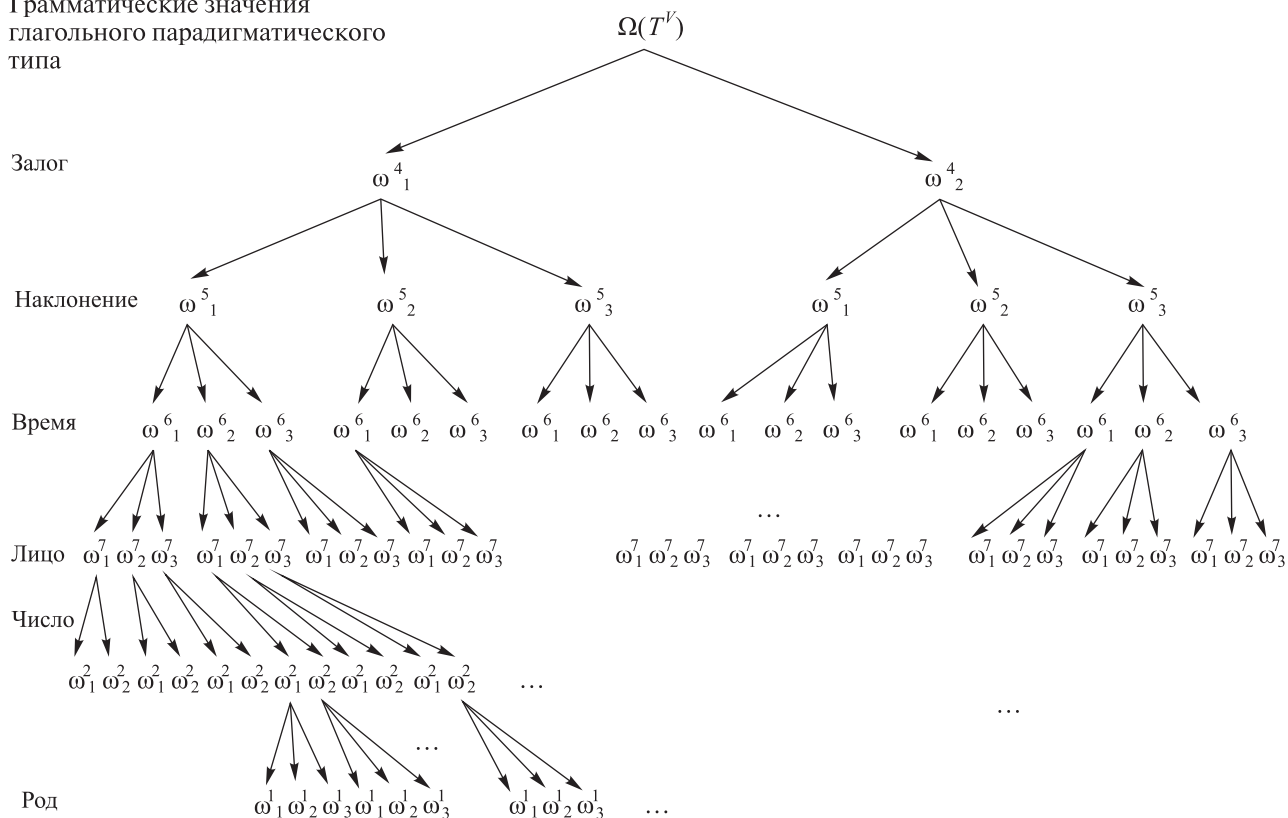 Грамматические значения
глагольного парадигматического
типа
Ω(T^V)
Залог
ω⁴₁ ω⁴₂
Наклонение ω⁵₁ ω⁵₂ ω⁵₃ ω⁵₁ ω⁵₂ ω⁵₃
Время ω⁶₁ ω⁶₂ ω⁶₃ ω⁶₁ ω⁶₂ ω⁶₃ ω⁶₁ ω⁶₂ ω⁶₃ ω⁶₁ ω⁶₂ ω⁶₃ ω⁶₁ ω⁶₂ ω⁶₃ ω⁶₁ ω⁶₂ ω⁶₃
...
Лицо ω⁷₁ ω⁷₂ ω⁷₃ ω⁷₁ ω⁷₂ ω⁷₃ ω⁷₁ ω⁷₂ ω⁷₃ ω⁷₁ ω⁷₂ ω⁷₃ ω⁷₁ ω⁷₂ ω⁷₃ ω⁷₁ ω⁷₂ ω⁷₃ ω⁷₁ ω⁷₂ ω⁷₃ ω⁷₁ ω⁷₂ ω⁷₃ ω⁷₁ ω⁷₂ ω⁷₃ ω⁷₁ ω⁷₂ ω⁷₃
Число
ω²₁ ω²₂ ω²₁ ω²₂ ω²₁ ω²₂ ω²₁ ω²₂ ω²₁ ω²₂ ω²₁ ω²₂ ...
...
...
Род ω¹₁ ω¹₂ ω¹₃ ω¹₁ ω¹₂ ω¹₃ ω¹₁ ω¹₂ ω¹₃ ...